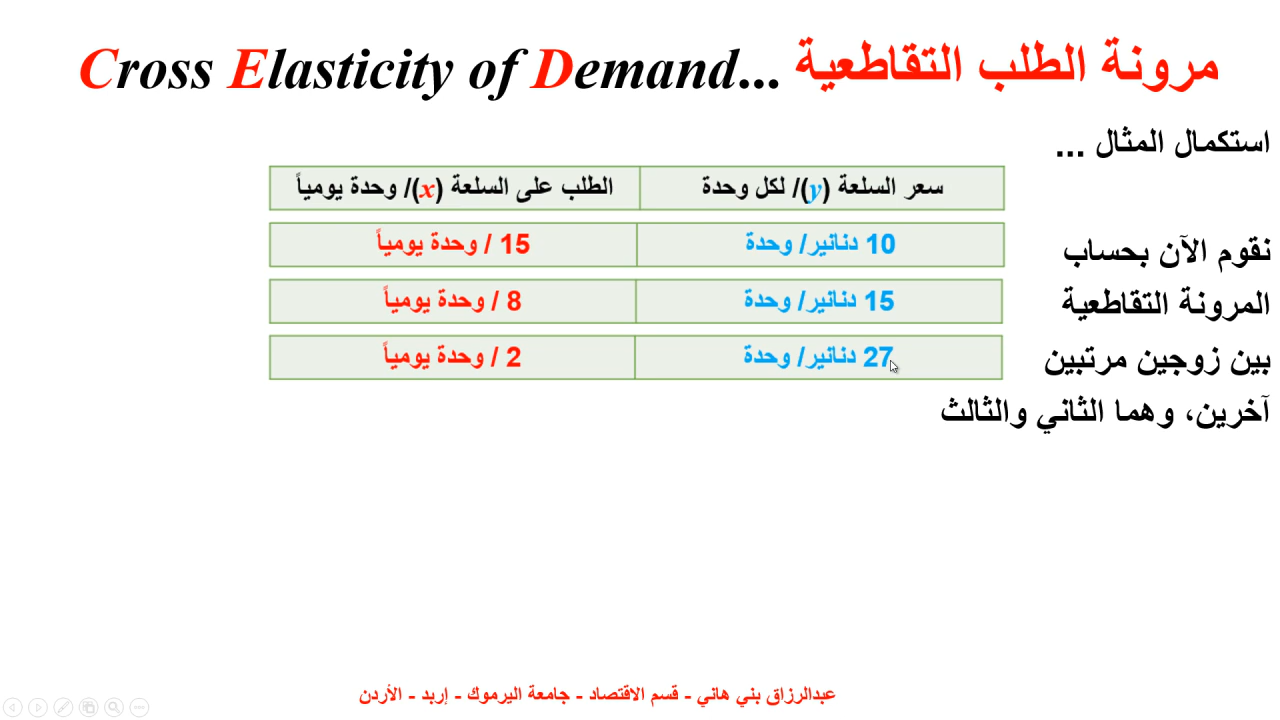 مرونة الطلب التقاطعية ...Cross Elasticity of Demand
استكمال المثال ...
سعر السلعة (y)/ لكل وحدة
الطلب على السلعة (x)/ وحدة يومياً
10 دنانير/ وحدة
15 / وحدة يومياً
15 دنانير/ وحدة
8 / وحدة يومياً
27 دنانير/ وحدة
2 / وحدة يومياً
نقوم الآن بحساب
المرونة التقاطعية
بين زوجين مرتبين
آخرين، وهما الثاني والثالث
عبدالرزاق بني هاني - قسم الاقتصاد - جامعة اليرموك - إربد - الأردن